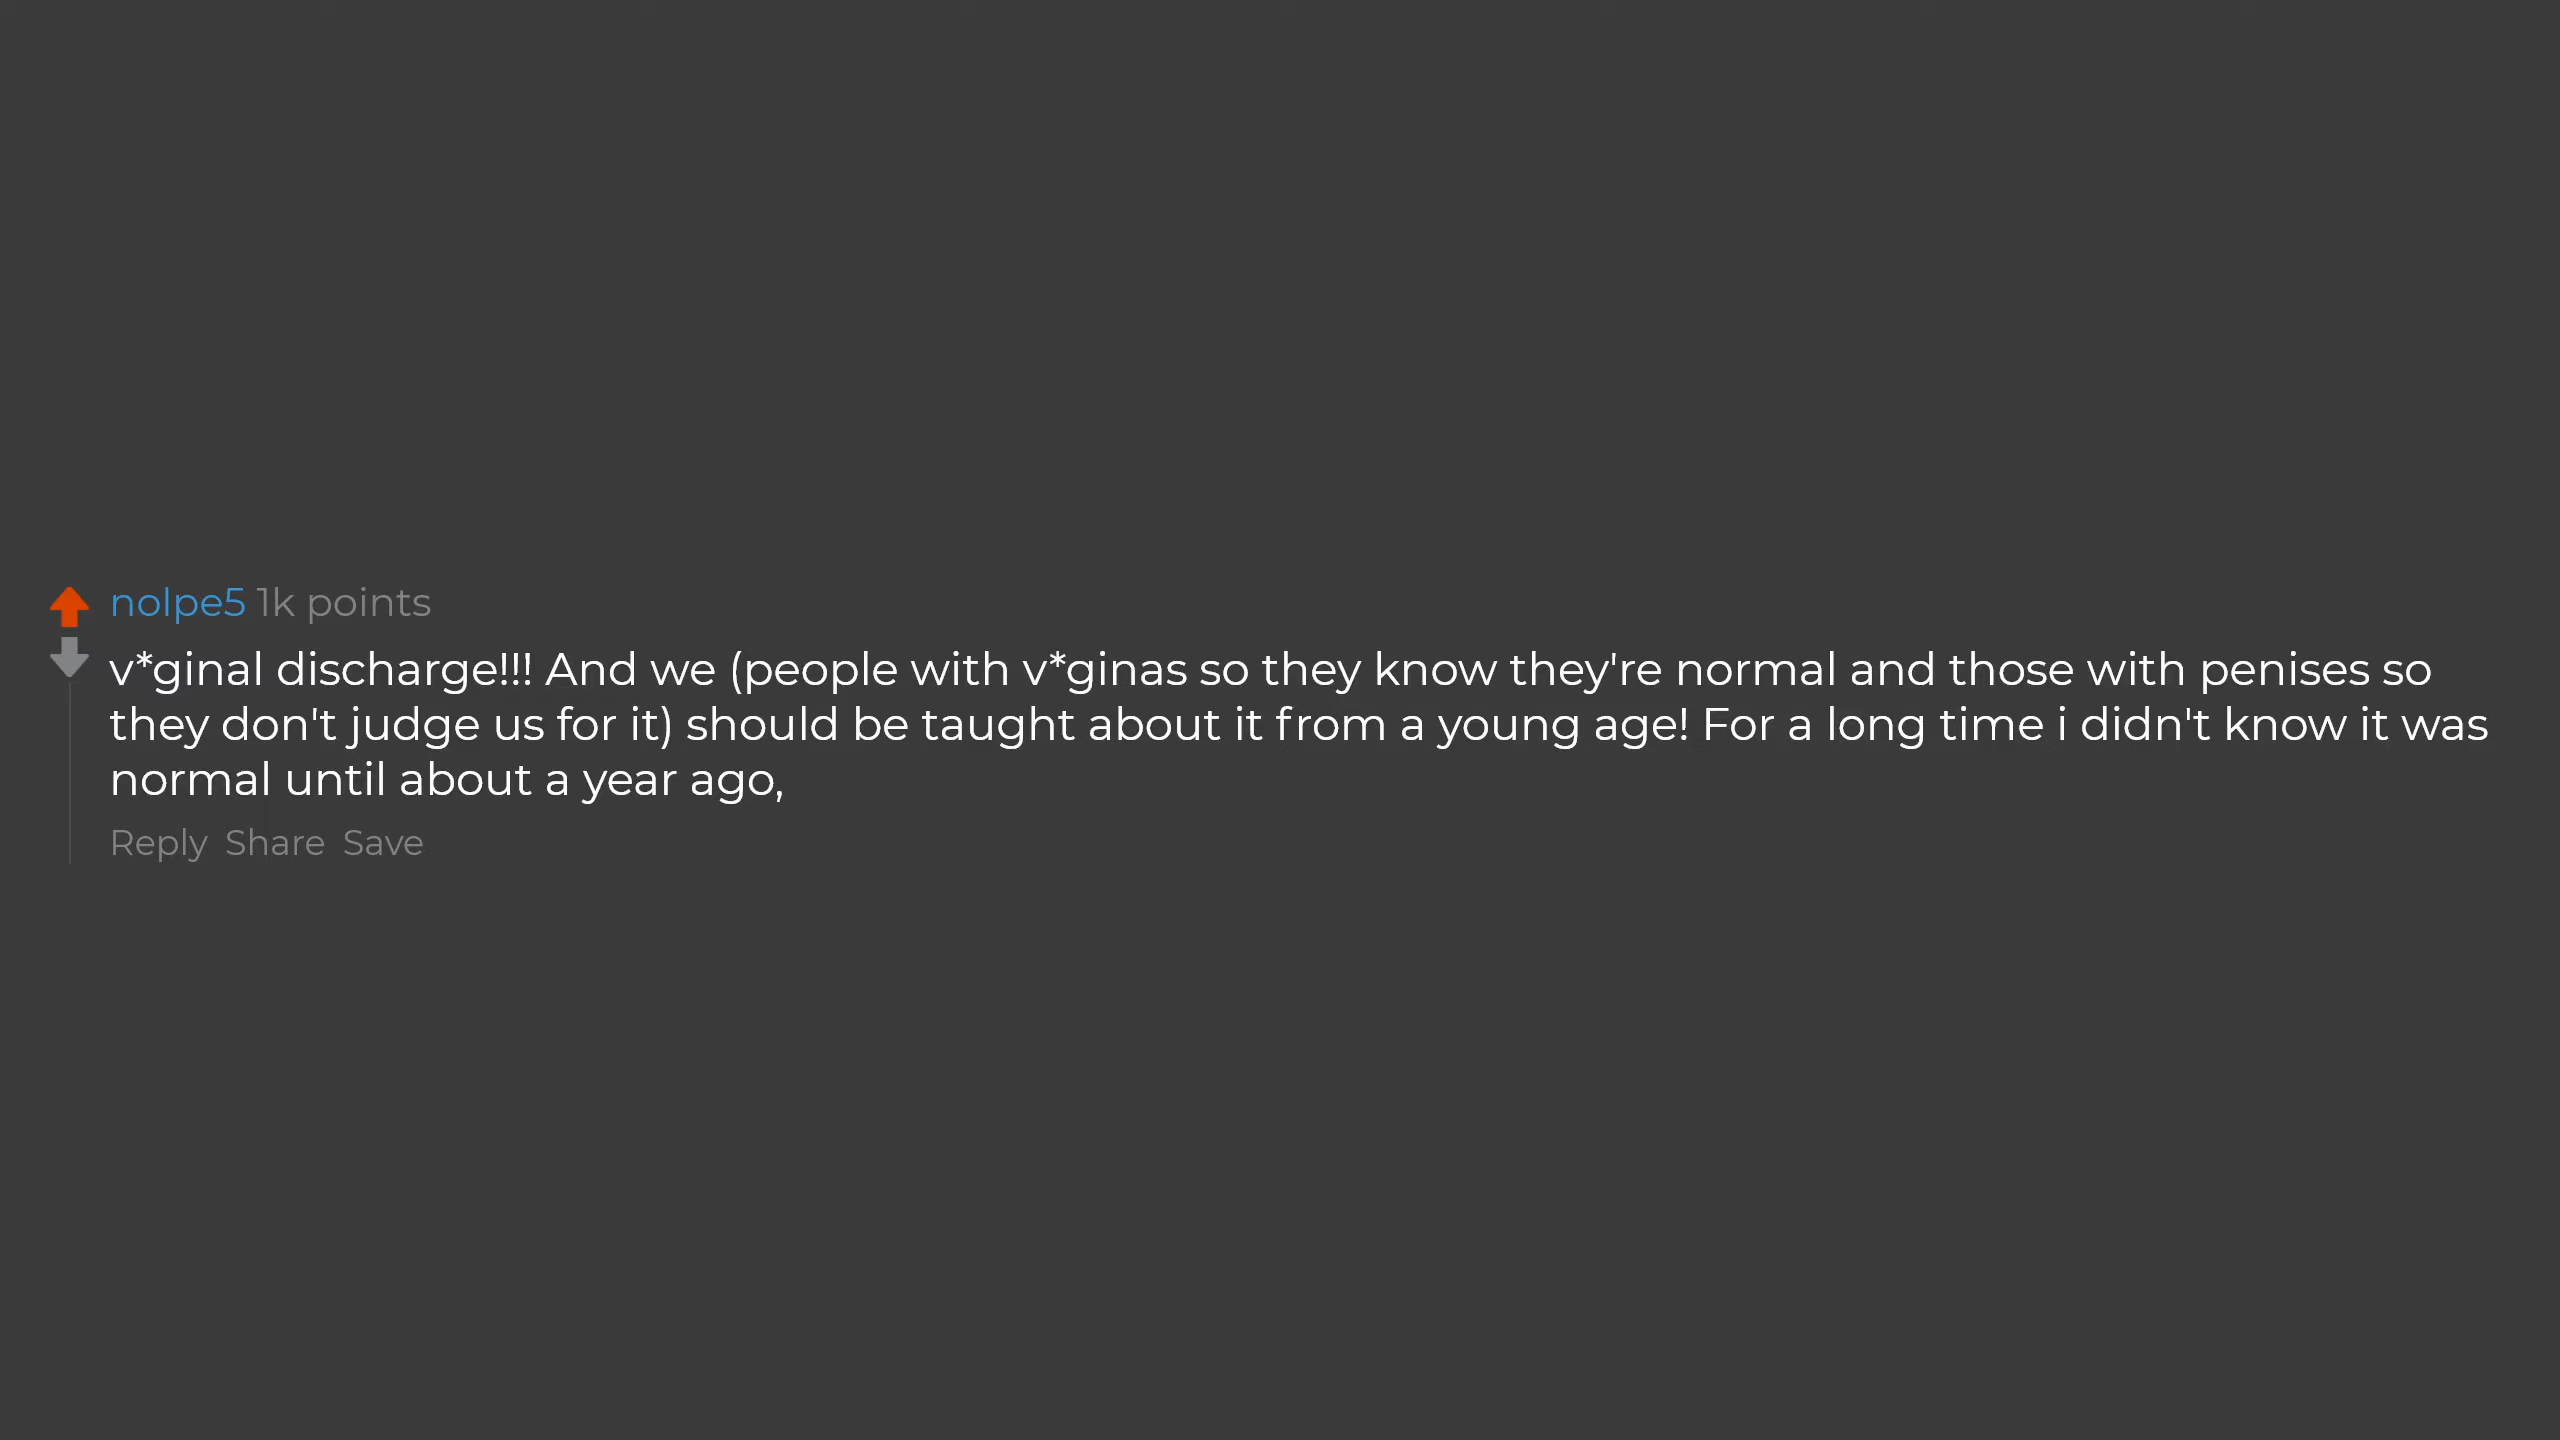 nolpe5 1k points
v*ginal discharge!!! And we (people with v*ginas so they know they're normal and those with penises so
they don't judge us for it) should be taught about it from a young age! For a long time i didn't know it was
normal until about a year ago,
Reply Share Save